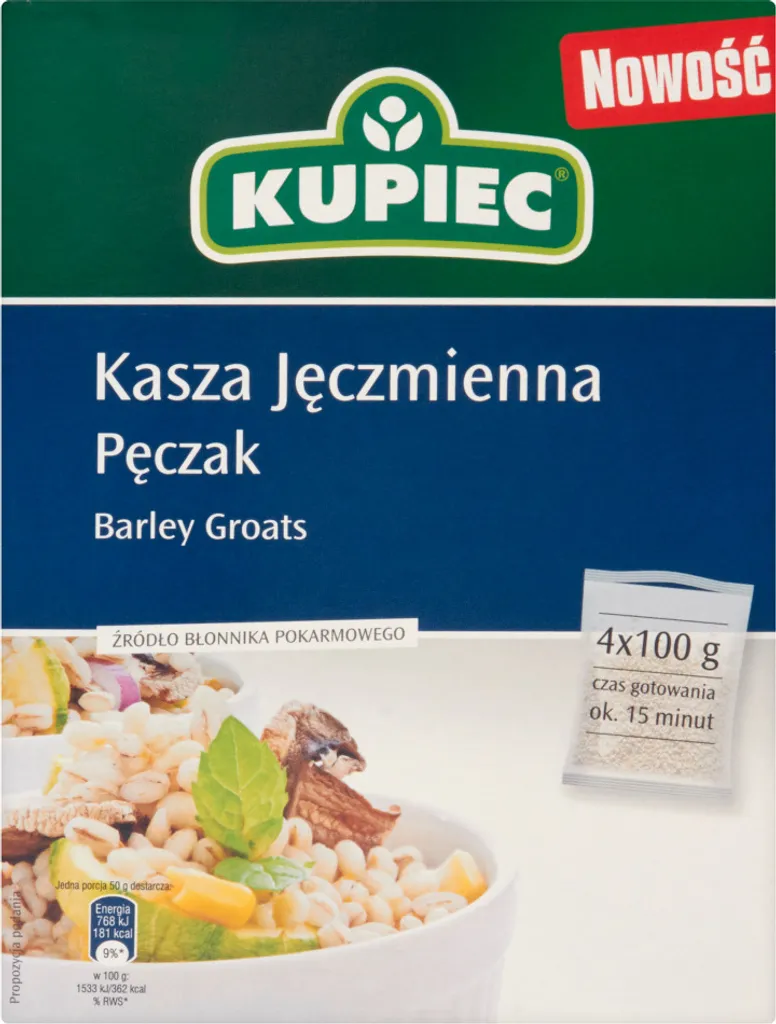 Nowość
KUPIEC®
Kasza Jęczmienna
Pęczak
Barley Groats
ŹRÓDŁO BŁONNIKA POKARMOWEGO
4x100 g
czas gotowania
ok. 15 minut
Jedna porcja 50 g dostarcza:
Energia
768 kJ
181 kcal
9%*
w 100 g:
1533 kJ/362 kcal
% RWS*
Propozycja podania